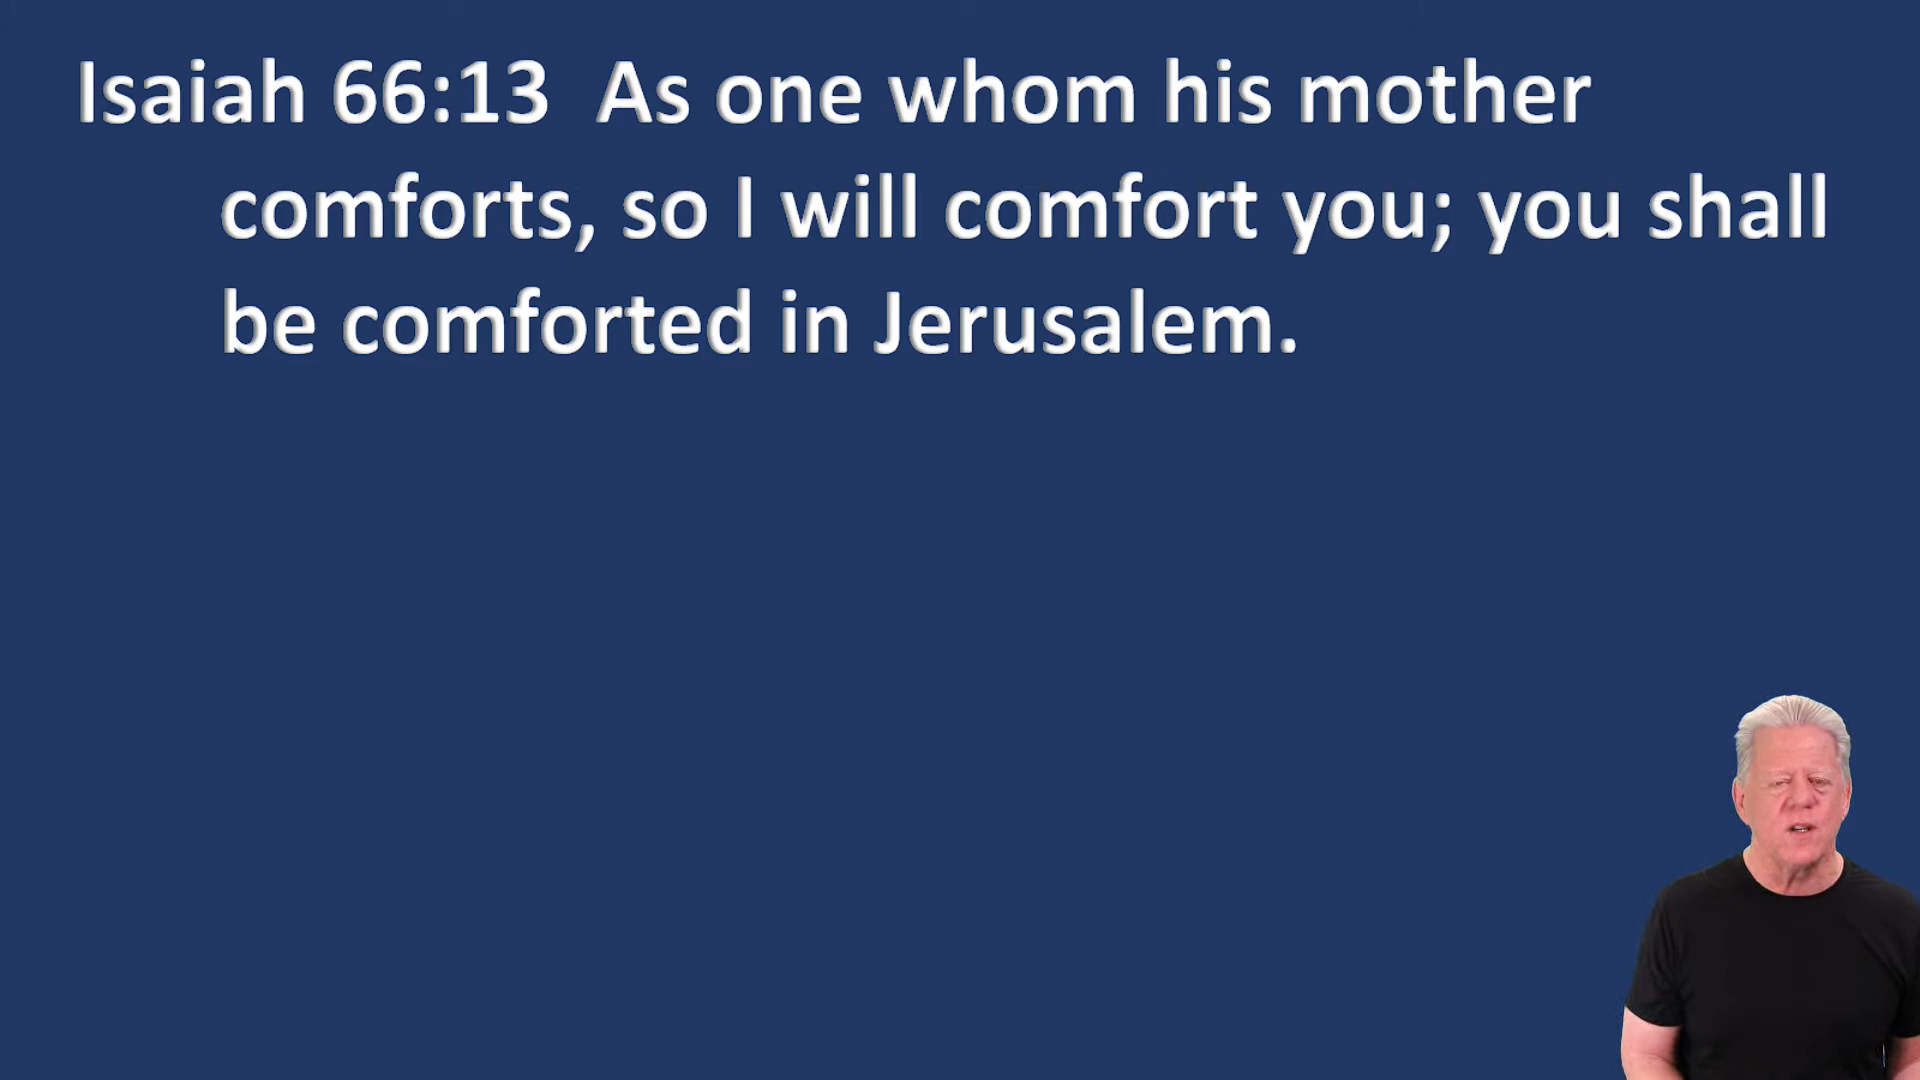 Isaiah 66:13 As one whom his mother
comforts, so I will comfort you; you shall
be comforted in Jerusalem.